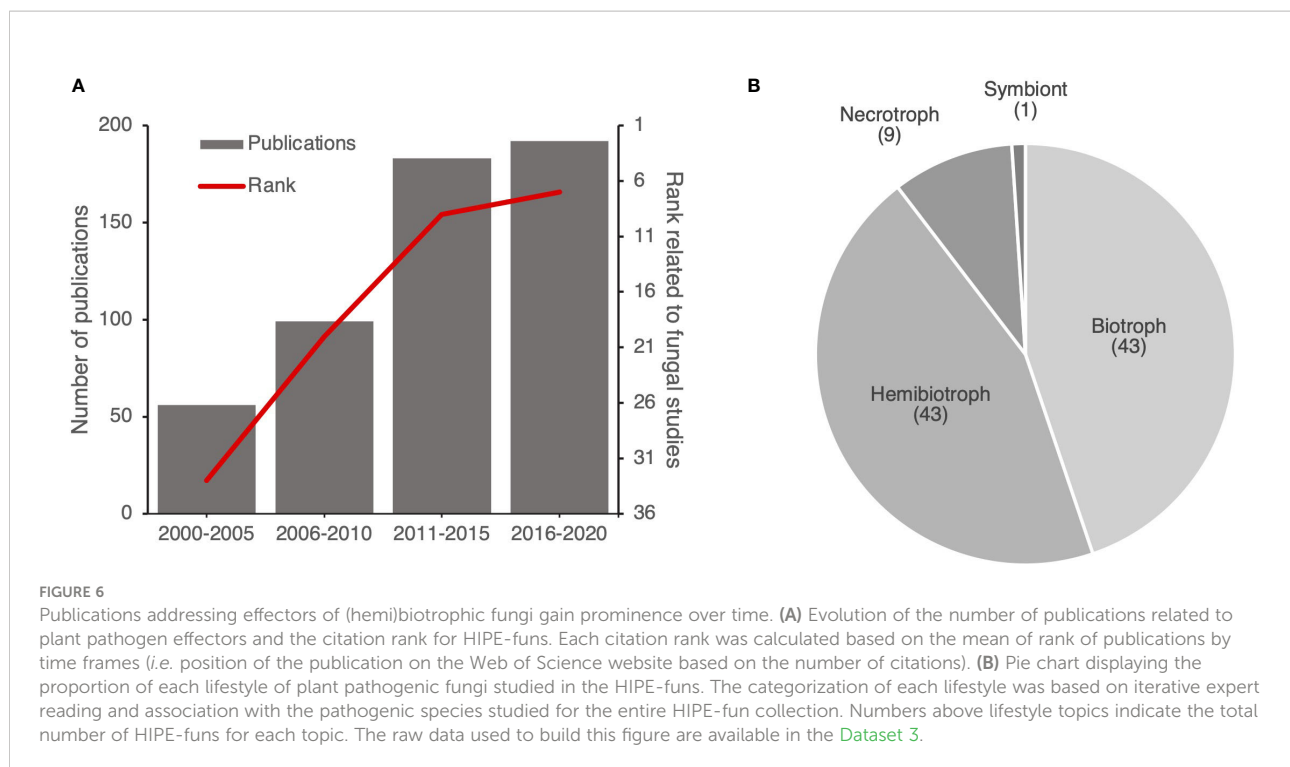 A
200
150
100
50
0
Number of publications
Publications
Rank
1
6
11
16
21
26
31
36
Rank related to fungal studies
2000-2005 2006-2010 2011-2015 2016-2020
B
Symbiont
(1)
Necrotroph
(9)
Biotroph
(43)
Hemibiotroph
(43)
FIGURE 6
Publications addressing effectors of (hemi)biotrophic fungi gain prominence over time. (A) Evolution of the number of publications related to
plant pathogen effectors and the citation rank for HIPE-funs. Each citation rank was calculated based on the mean of rank of publications by
time frames (i.e. position of the publication on the Web of Science website based on the number of citations). (B) Pie chart displaying the
proportion of each lifestyle of plant pathogenic fungi studied in the HIPE-funs. The categorization of each lifestyle was based on iterative expert
reading and association with the pathogenic species studied for the entire HIPE-fun collection. Numbers above lifestyle topics indicate the total
number of HIPE-funs for each topic. The raw data used to build this figure are available in the Dataset 3.